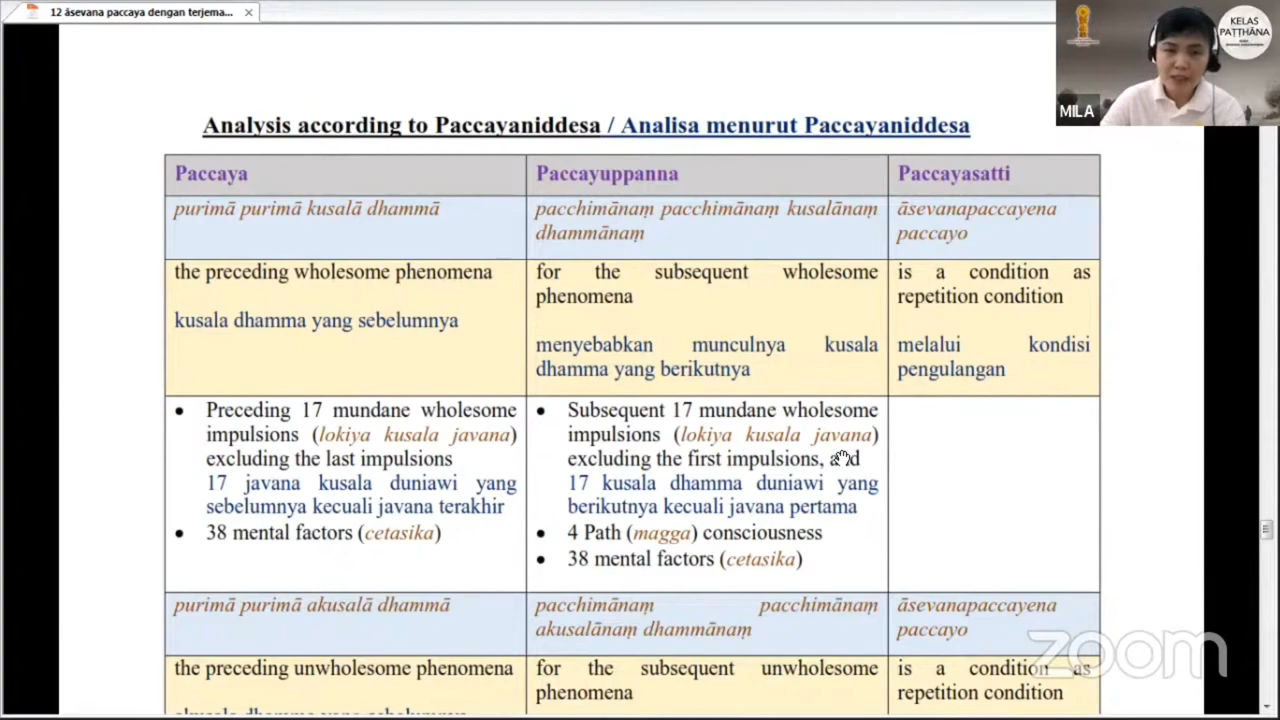 12 āsevana paccaya dengan terjema...
KELAS
PAṬṬHĀNA
MILA
Analysis according to Paccayaniddesa / Analisa menurut Paccayaniddesa
Paccaya
Paccayuppanna
Paccayasatti
purimā purimā kusalā dhammā
pacchimānaṃ pacchimānaṃ kusalānaṃ
dhammānaṃ
āsevanapaccayena
paccayo
the preceding wholesome phenomena
kusala dhamma yang sebelumnya
for the subsequent wholesome
phenomena
menyebabkan munculnya kusala
dhamma yang berikutnya
is a condition as
repetition condition
melalui kondisi
pengulangan
• Preceding 17 mundane wholesome
impulsions (lokiya kusala javana)
excluding the last impulsions
17 javana kusala duniawi yang
sebelumnya kecuali javana terakhir
• 38 mental factors (cetasika)
• Subsequent 17 mundane wholesome
impulsions (lokiya kusala javana)
excluding the first impulsions, and
17 kusala dhamma duniawi yang
berikutnya kecuali javana pertama
• 4 Path (magga) consciousness
• 38 mental factors (cetasika)
purimā purimā akusalā dhammā
pacchimānaṃ pacchimānaṃ
akusalānaṃ dhammānaṃ
āsevanapaccayena
paccayo
the preceding unwholesome phenomena
for the subsequent unwholesome
phenomena
is a condition as
repetition condition
zoom